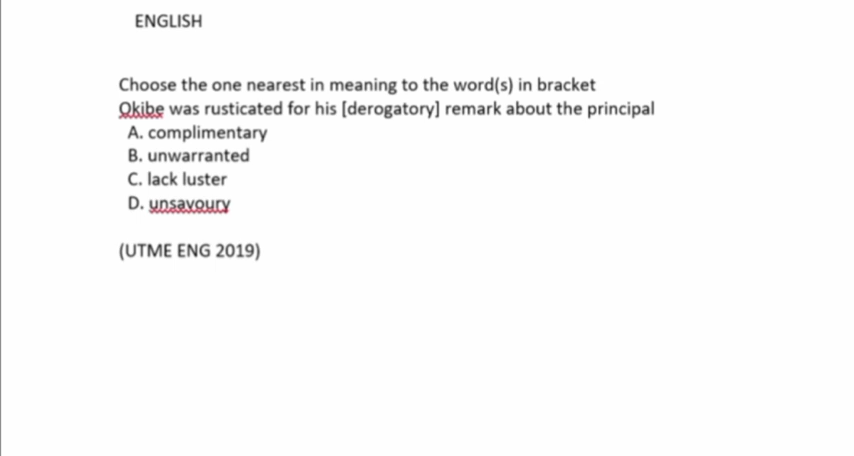 ENGLISH
Choose the one nearest in meaning to the word(s) in bracket
Okibe was rusticated for his [derogatory] remark about the principal
A. complimentary
B. unwarranted
C. lack luster
D. unsavoury
(UTME ENG 2019)